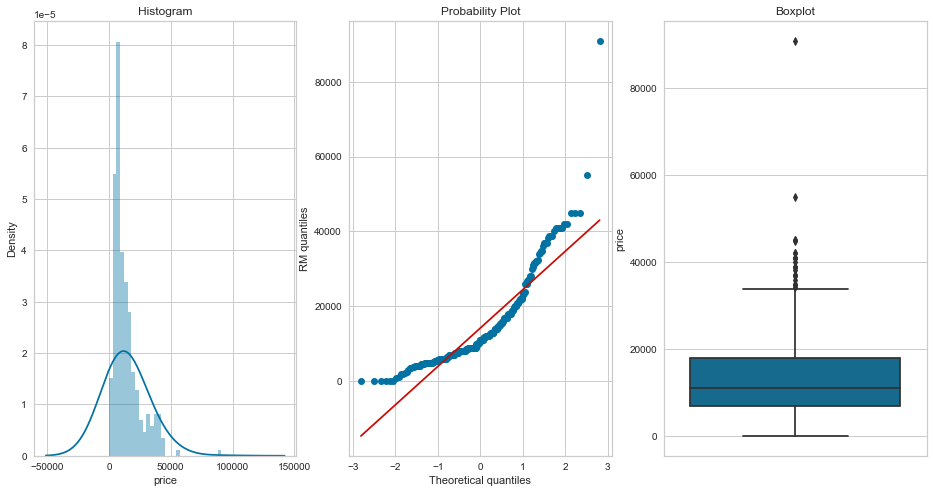 Histogram
1e−5
8
7
6
5
4
3
2
1
0
Density
−50000 0 50000 100000 150000
price
Probability Plot
80000
60000
40000
20000
0
RM quantiles
−3 −2 −1 0 1 2 3
Theoretical quantiles
Boxplot
80000
60000
40000
20000
0
price